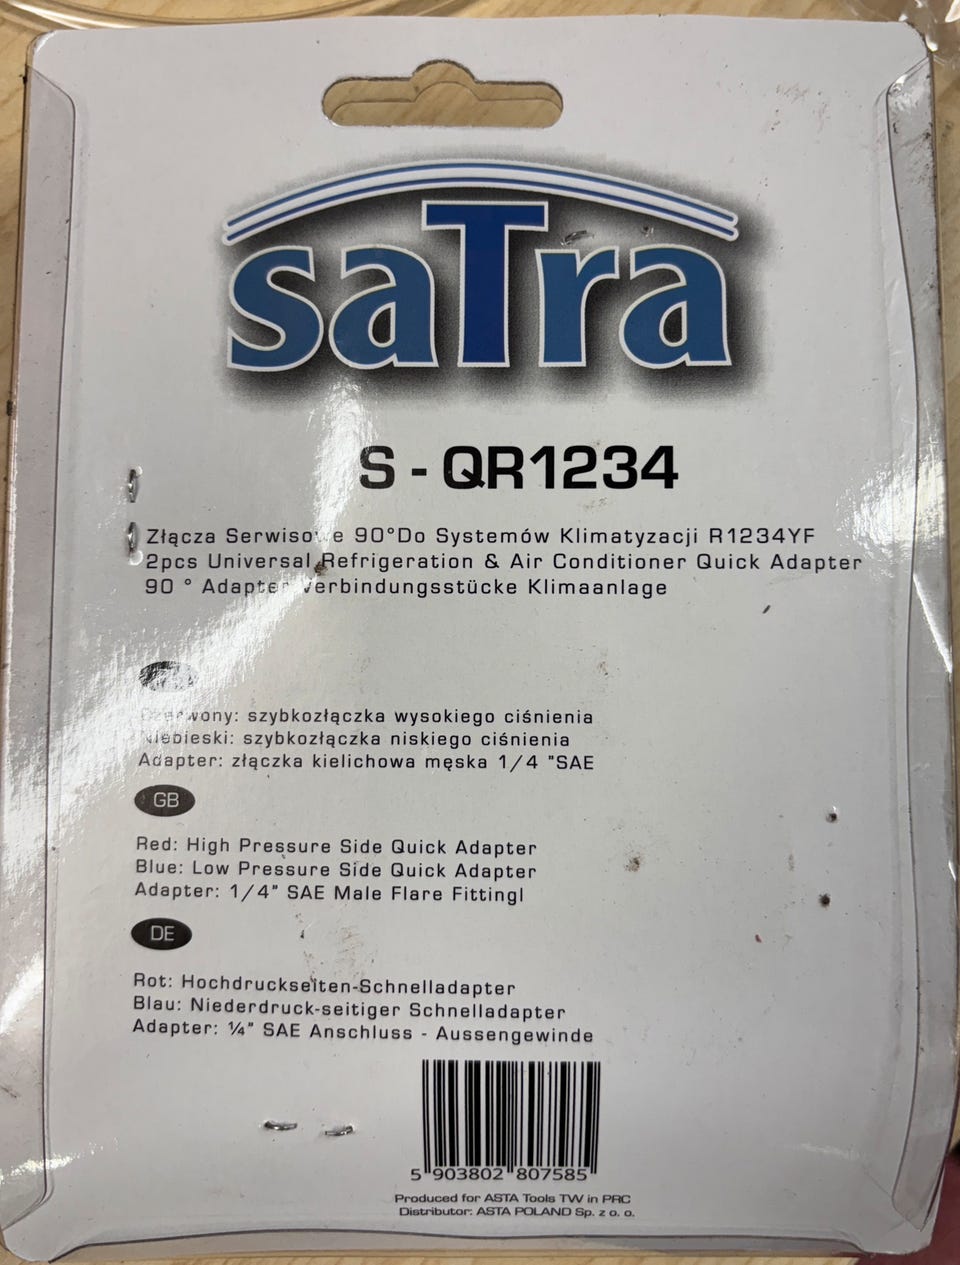 saTra
S - QR1234
Złącza Serwisowe 90°Do Systemów Klimatyzacji R1234YF
2pcs Universal Refrigeration & Air Conditioner Quick Adapter
90 ° Adapter Verbindungsstücke Klimaanlage
Czerwony: szybkozłączka wysokiego ciśnienia
Niebieski: szybkozłączka niskiego ciśnienia
Adapter: złączka kielichowa męska 1/4 "SAE
GB
Red: High Pressure Side Quick Adapter
Blue: Low Pressure Side Quick Adapter
Adapter: 1/4" SAE Male Flare Fittingl
DE
Rot: Hochdruckseiten-Schnelladapter
Blau: Niederdruck-seitiger Schnelladapter
Adapter: ¼" SAE Anschluss - Aussengewinde
5 903802 807585
Produced for ASTA Tools TW in PRC
Distributor: ASTA POLAND Sp. z o. o.